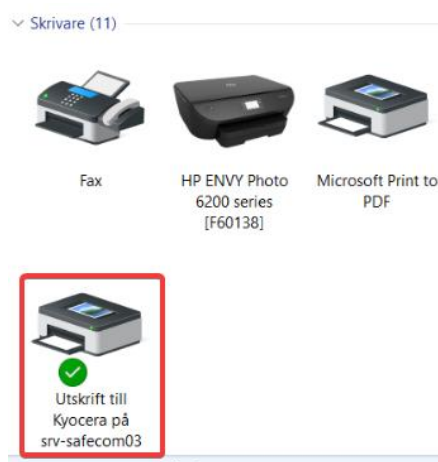 Skrivare (11)
Fax
HP ENVY Photo
6200 series
[F60138]
Microsoft Print to
PDF
Utskrift till
Kyocera på
srv-safecom03